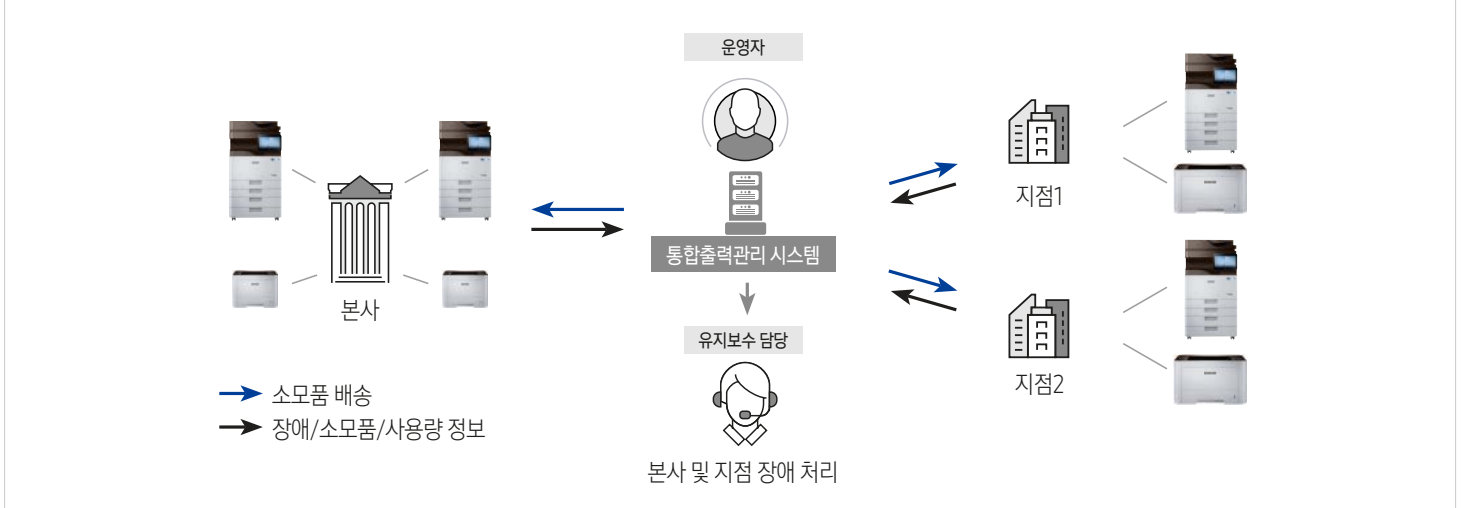 운영자
통합출력관리 시스템
유지보수 담당
본사 및 지점 장애 처리
본사
지점1
지점2
소모품 배송
장애/소모품/사용량 정보